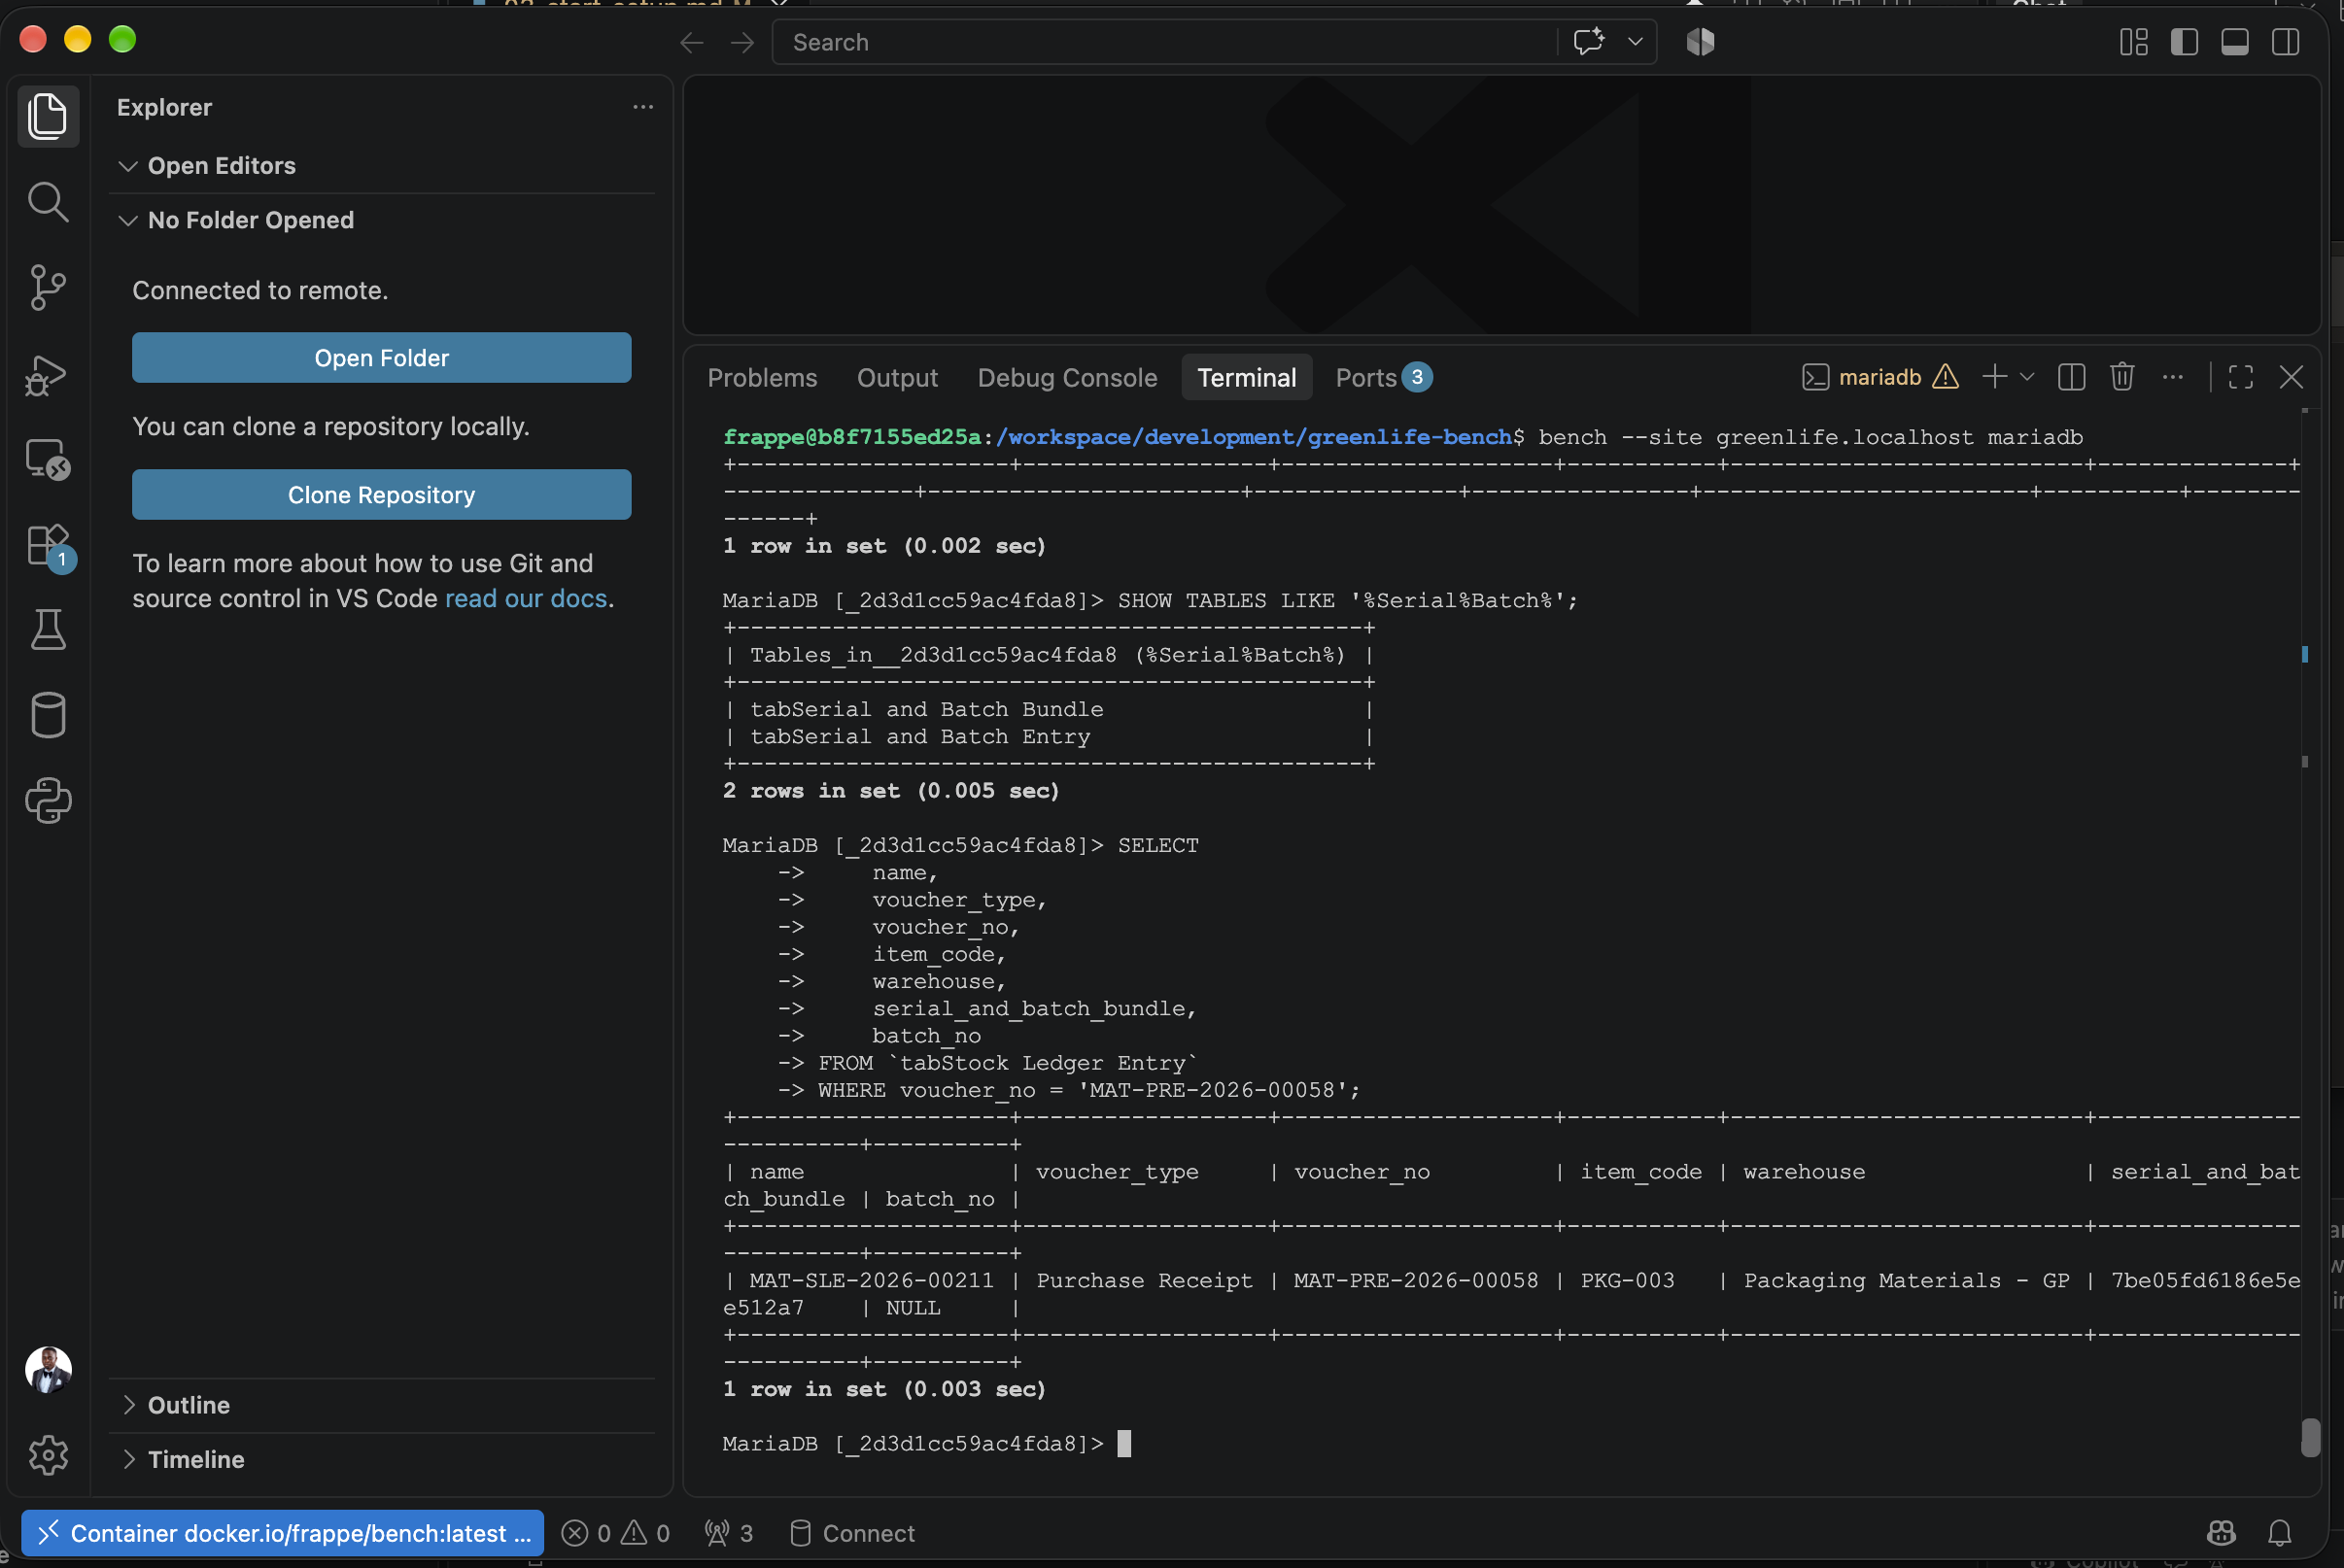 Search
Explorer
Open Editors
No Folder Opened
Connected to remote.
Open Folder
You can clone a repository locally.
Clone Repository
To learn more about how to use Git and
source control in VS Code read our docs.
1
Outline
Timeline
Problems Output Debug Console Terminal Ports 3
mariadb
frappe@b8f7155ed25a:/workspace/development/greenlife-bench$ bench --site greenlife.localhost mariadb
+--------------------+------------------+--------------------+-----------+--------------------------+--------------+
--------------+-----------------------+---------------+----------------+------------------------+----------+--------
------+
1 row in set (0.002 sec)
MariaDB [_2d3d1cc59ac4fda8]> SHOW TABLES LIKE '%Serial%Batch%';
+----------------------------------------------+
| Tables_in__2d3d1cc59ac4fda8 (%Serial%Batch%) |
+----------------------------------------------+
| tabSerial and Batch Bundle                   |
| tabSerial and Batch Entry                    |
+----------------------------------------------+
2 rows in set (0.005 sec)
MariaDB [_2d3d1cc59ac4fda8]> SELECT
    ->     name,
    ->     voucher_type,
    ->     voucher_no,
    ->     item_code,
    ->     warehouse,
    ->     serial_and_batch_bundle,
    ->     batch_no
    -> FROM `tabStock Ledger Entry`
    -> WHERE voucher_no = 'MAT-PRE-2026-00058';
+--------------------+------------------+--------------------+-----------+--------------------------+---------------
----------+----------+
| name               | voucher_type     | voucher_no         | item_code | warehouse                | serial_and_bat
ch_bundle | batch_no |
+--------------------+------------------+--------------------+-----------+--------------------------+---------------
----------+----------+
| MAT-SLE-2026-00211 | Purchase Receipt | MAT-PRE-2026-00058 | PKG-003   | Packaging Materials - GP | 7be05fd6186e5e
e512a7    | NULL     |
+--------------------+------------------+--------------------+-----------+--------------------------+---------------
----------+----------+
1 row in set (0.003 sec)
MariaDB [_2d3d1cc59ac4fda8]>
Container docker.io/frappe/bench:latest ... 0 0 3 Connect